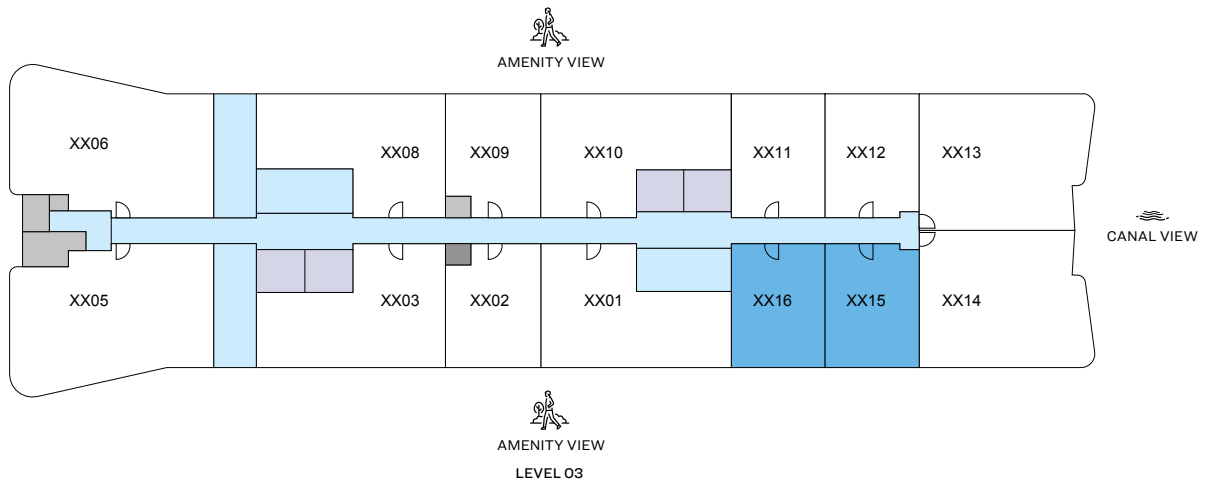 AMENITY VIEW
XX06
XX08
XX09
XX10
XX11
XX12
XX13
CANAL VIEW
XX05
XX03
XX02
XX01
XX16
XX15
XX14
AMENITY VIEW
LEVEL 03